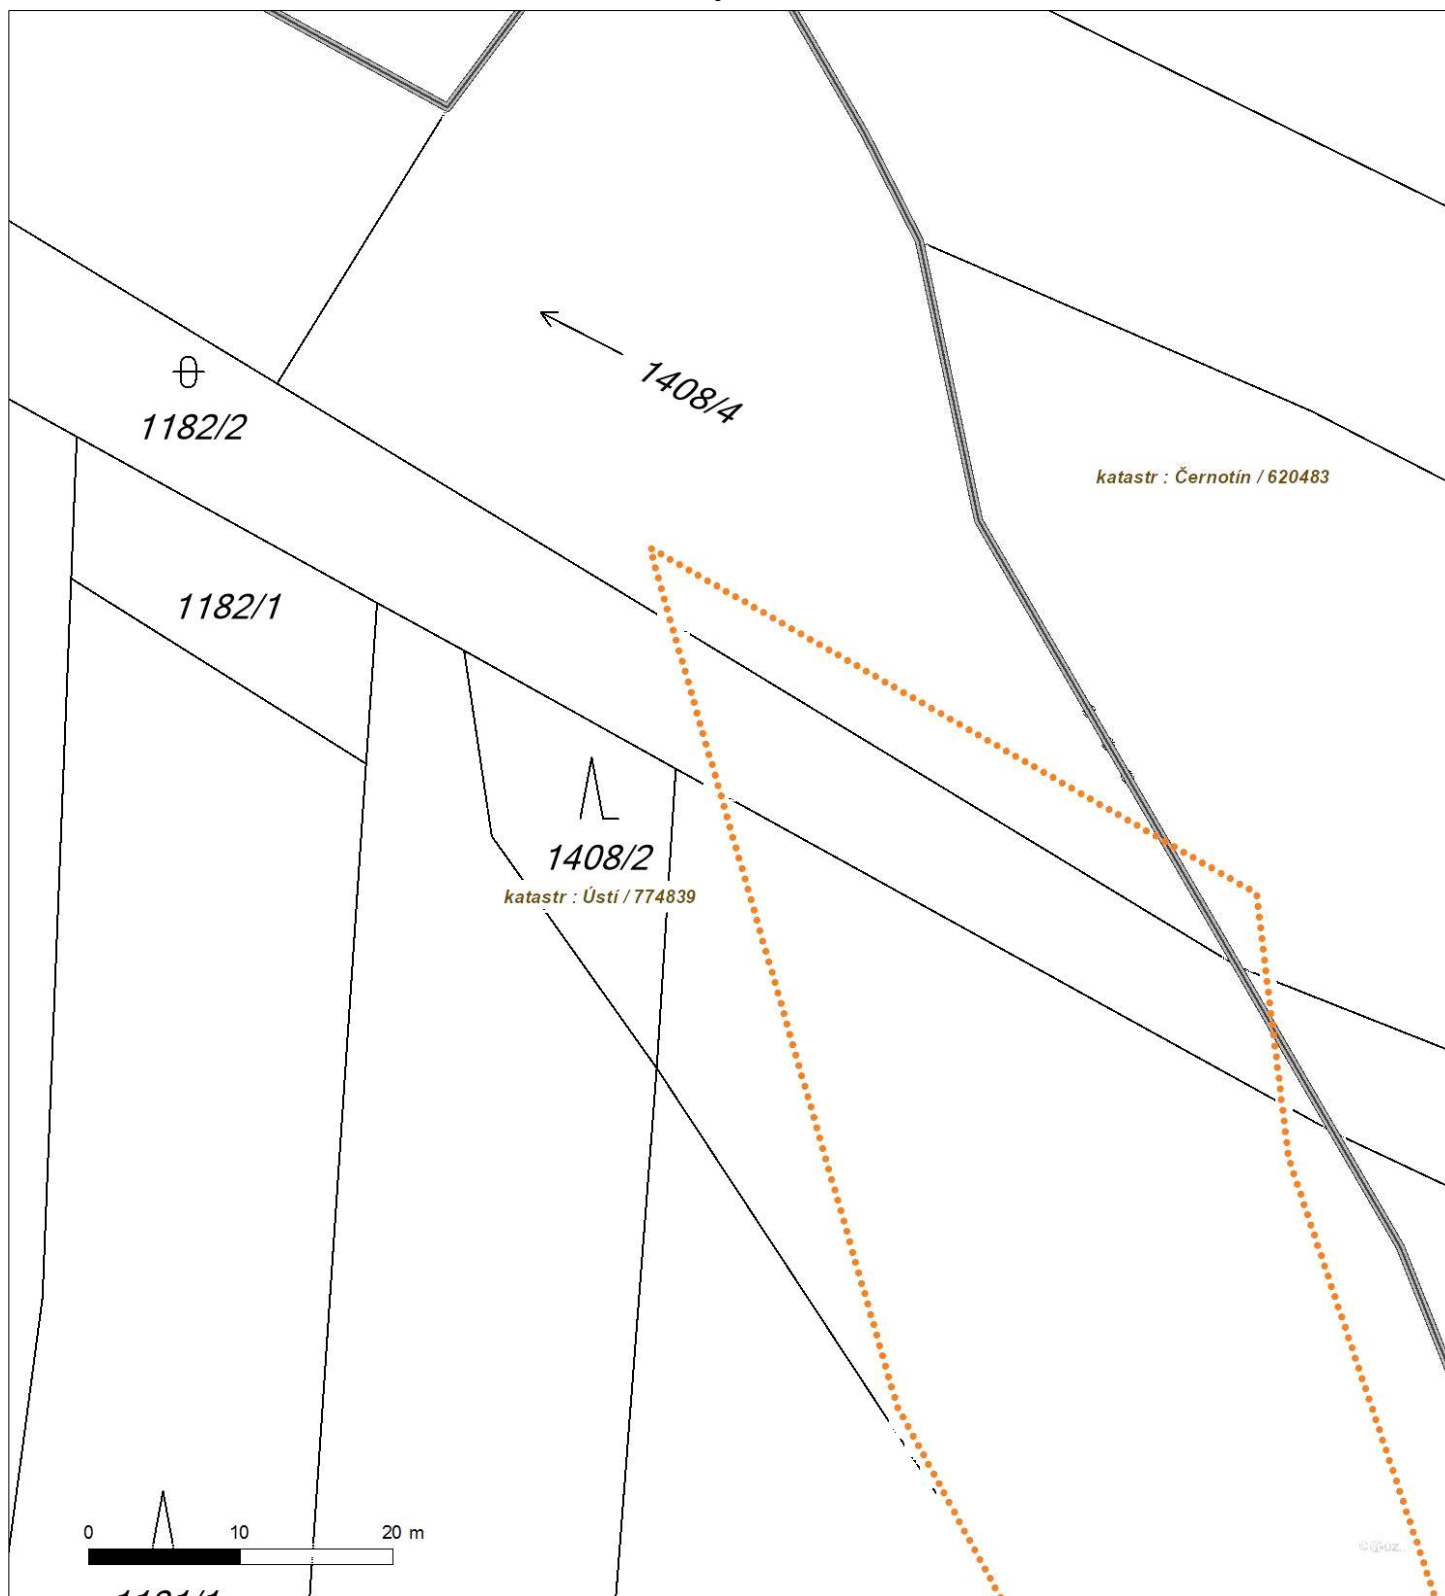 1408/4
1182/2
katastr : Černotín / 620483
1182/1
1408/2
katastr : Ústí / 774839
0 10 20 m